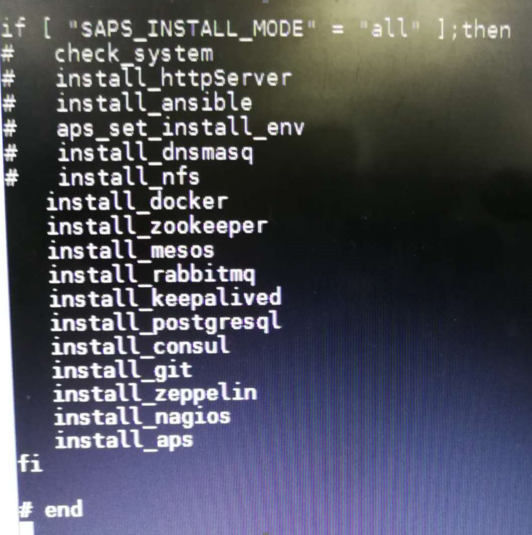 if [ "SAPS_INSTALL_MODE" = "all" ];then
#   check_system
#   install_httpServer
#   install_ansible
#   aps_set_install_env
#   install_dnsmasq
#   install_nfs
    install_docker
    install_zookeeper
    install_mesos
    install_rabbitmq
    install_keepalived
    install_postgresql
    install_consul
    install_git
    install_zeppelin
    install_nagios
    install_aps
fi
# end